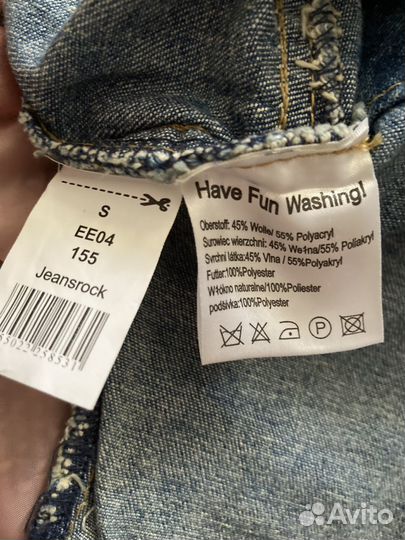 S
EE04
155
Jeansrock
Have Fun Washing!
Oberstoff: 45% Wolle/ 55% Polyacryl
Surowiec wierzchni: 45% Wełna/55% Poliakryl
Svrchní látka:45% Vlna / 55%Polyakryl
Futter:100%Polyester
Włókno naturalne/100%Poliester
podšívka:100% Polyester
P
Avito